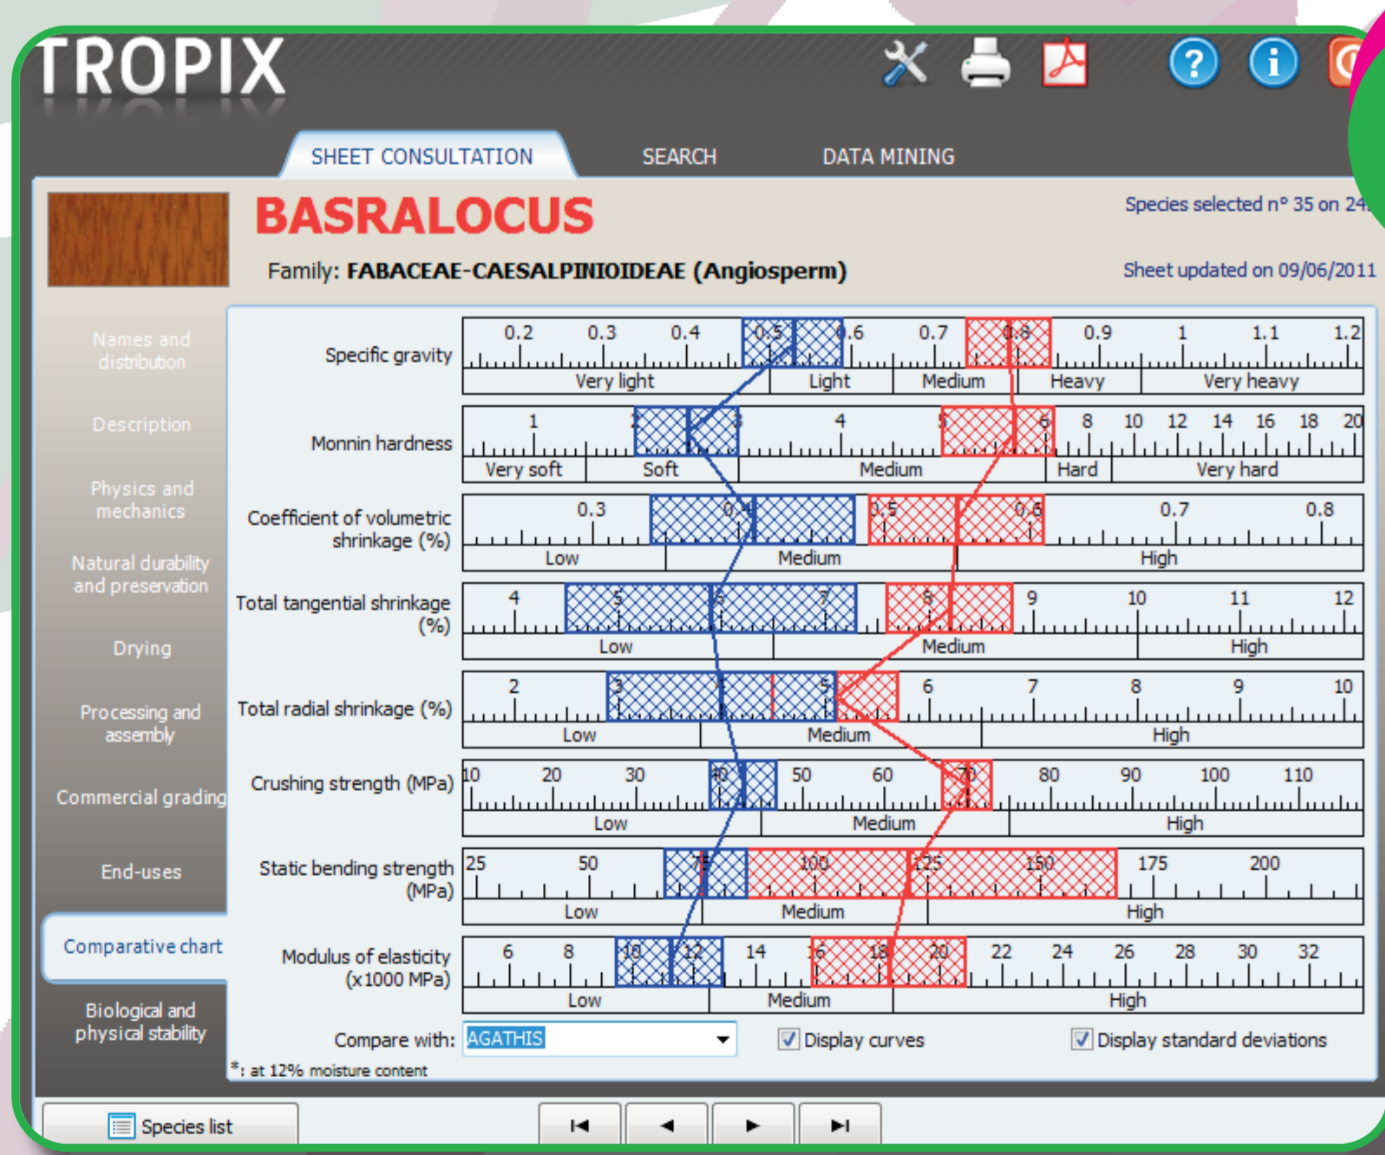 TROPIX
SHEET CONSULTATION SEARCH DATA MINING
BASRALOCUS
Species selected n° 35 on
Family: FABACEAE-CAESALPINIOIDEAE (Angiosperm)
Sheet updated on 09/06/2011
Names and
distribution
Description
Physics and
mechanics
Natural durability
and preservation
Drying
Processing and
assembly
Commercial grading
End-uses
Comparative chart
Biological and
physical stability
Specific gravity
0.2 0.3 0.4 0.5 0.6 0.7 0.8 0.9 1 1.1 1.2
Very light Light Medium Heavy Very heavy
Monnin hardness
1 2 3 4 5 6 8 10 12 14 16 18 20
Very soft Soft Medium Hard Very hard
Coefficient of volumetric
shrinkage (%)
0.3 0.4 0.5 0.6 0.7 0.8
Low Medium High
Total tangential shrinkage
(%)
4 5 6 7 8 9 10 11 12
Low Medium High
Total radial shrinkage (%)
2 3 4 5 6 7 8 9 10
Low Medium High
Crushing strength (MPa)
10 20 30 40 50 60 70 80 90 100 110
Low Medium High
Static bending strength
(MPa)
25 50 75 100 125 150 175 200
Low Medium High
Modulus of elasticity
(x1000 MPa)
6 8 10 12 14 16 18 20 22 24 26 28 30 32
Low Medium High
Compare with: AGATHIS Display curves Display standard deviations
*: at 12% moisture content
Species list